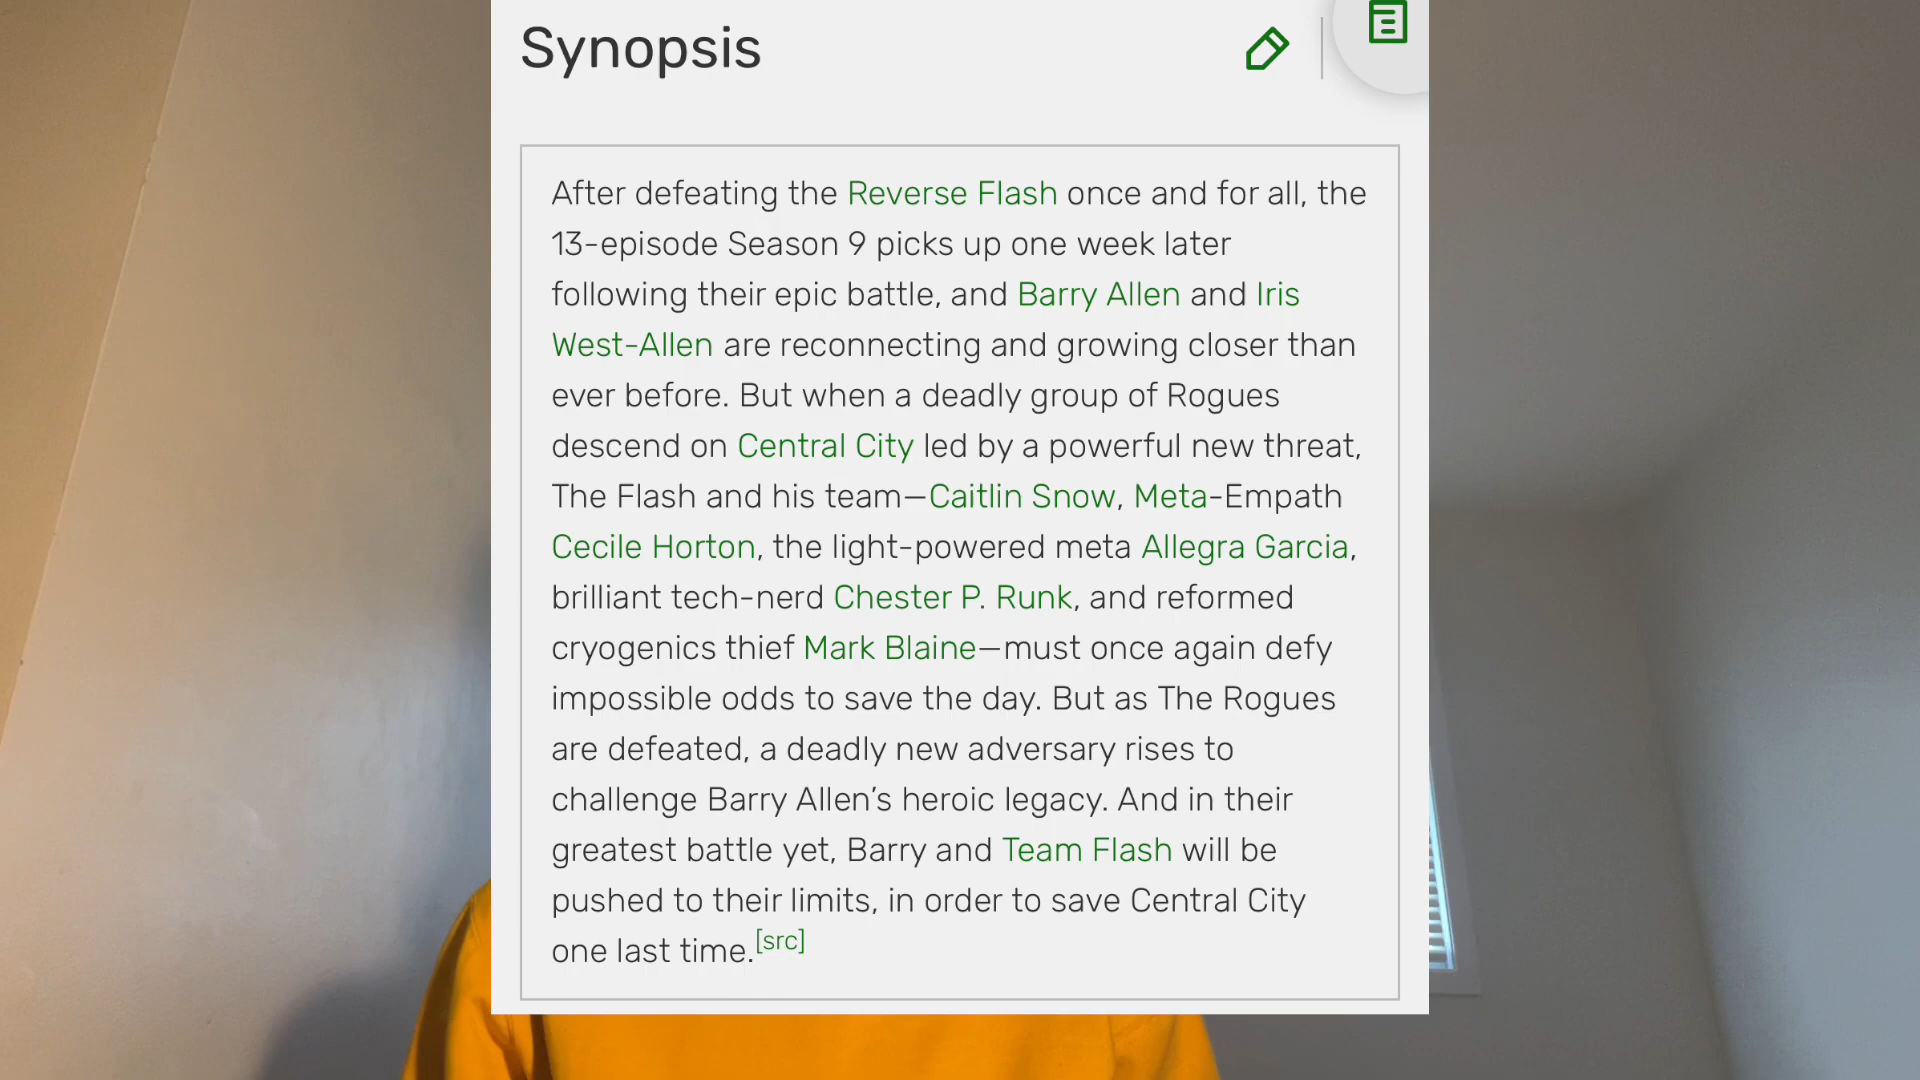 Synopsis
After defeating the Reverse Flash once and for all, the
13-episode Season 9 picks up one week later
following their epic battle, and Barry Allen and Iris
West-Allen are reconnecting and growing closer than
ever before. But when a deadly group of Rogues
descend on Central City led by a powerful new threat,
The Flash and his team—Caitlin Snow, Meta-Empath
Cecile Horton, the light-powered meta Allegra Garcia,
brilliant tech-nerd Chester P. Runk, and reformed
cryogenics thief Mark Blaine—must once again defy
impossible odds to save the day. But as The Rogues
are defeated, a deadly new adversary rises to
challenge Barry Allen’s heroic legacy. And in their
greatest battle yet, Barry and Team Flash will be
pushed to their limits, in order to save Central City
one last time.[src]